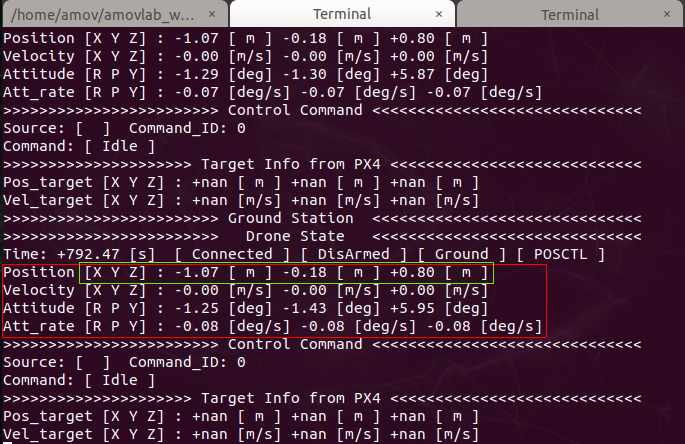 /home/amov/amovlab_w... × Terminal × Terminal ×
Position [X Y Z] : -1.07 [ m ] -0.18 [ m ] +0.80 [ m ]
Velocity [X Y Z] : -0.00 [m/s] -0.00 [m/s] +0.00 [m/s]
Attitude [R P Y] : -1.29 [deg] -1.30 [deg] +5.87 [deg]
Att_rate [R P Y] : -0.07 [deg/s] -0.07 [deg/s] -0.07 [deg/s]
>>>>>>>>>>>>>>>>>>>>>>>> Control Command <<<<<<<<<<<<<<<<<<<<<<<<<<<<<<
Source: [  ]  Command_ID: 0
Command: [ Idle ]
>>>>>>>>>>>>>>>>>>>>> Target Info from PX4 <<<<<<<<<<<<<<<<<<<<<<<<<<<<
Pos_target [X Y Z] : +nan [ m ] +nan [ m ] +nan [ m ]
Vel_target [X Y Z] : +nan [m/s] +nan [m/s] +nan [m/s]
>>>>>>>>>>>>>>>>>>>>>>>> Ground Station  <<<<<<<<<<<<<<<<<<<<<<<<<<<<<<
>>>>>>>>>>>>>>>>>>>>>>>>   Drone State   <<<<<<<<<<<<<<<<<<<<<<<<<<<<<<
Time: +792.47 [s]  [ Connected ] [ DisArmed ] [ Ground ] [ POSCTL ]
Position [X Y Z] : -1.07 [ m ] -0.18 [ m ] +0.80 [ m ]
Velocity [X Y Z] : -0.00 [m/s] -0.00 [m/s] +0.00 [m/s]
Attitude [R P Y] : -1.25 [deg] -1.43 [deg] +5.95 [deg]
Att_rate [R P Y] : -0.08 [deg/s] -0.08 [deg/s] -0.08 [deg/s]
>>>>>>>>>>>>>>>>>>>>>>>> Control Command <<<<<<<<<<<<<<<<<<<<<<<<<<<<<<
Source: [  ]  Command_ID: 0
Command: [ Idle ]
>>>>>>>>>>>>>>>>>>>>> Target Info from PX4 <<<<<<<<<<<<<<<<<<<<<<<<<<<<
Pos_target [X Y Z] : +nan [ m ] +nan [ m ] +nan [ m ]
Vel_target [X Y Z] : +nan [m/s] +nan [m/s] +nan [m/s]